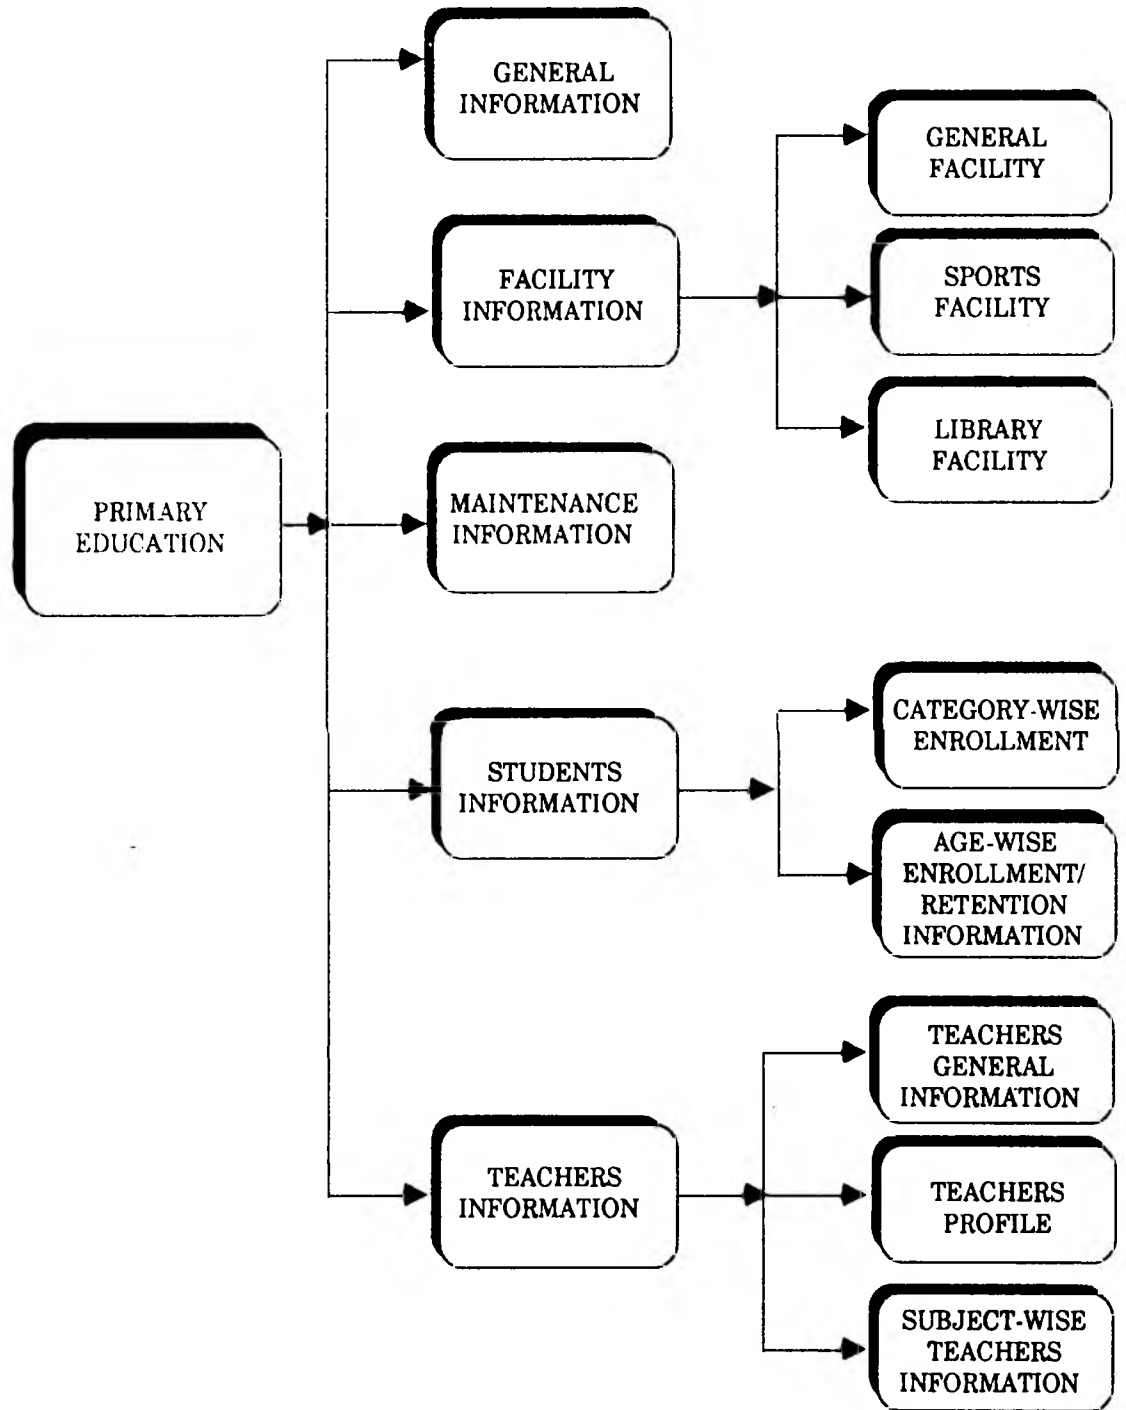 GENERAL
INFORMATION
GENERAL
FACILITY
FACILITY
INFORMATION
SPORTS
FACILITY
LIBRARY
FACILITY
PRIMARY
EDUCATION
MAINTENANCE
INFORMATION
STUDENTS
INFORMATION
CATEGORY-WISE
ENROLLMENT
AGE-WISE
ENROLLMENT/
RETENTION
INFORMATION
TEACHERS
INFORMATION
TEACHERS
GENERAL
INFORMATION
TEACHERS
PROFILE
SUBJECT-WISE
TEACHERS
INFORMATION